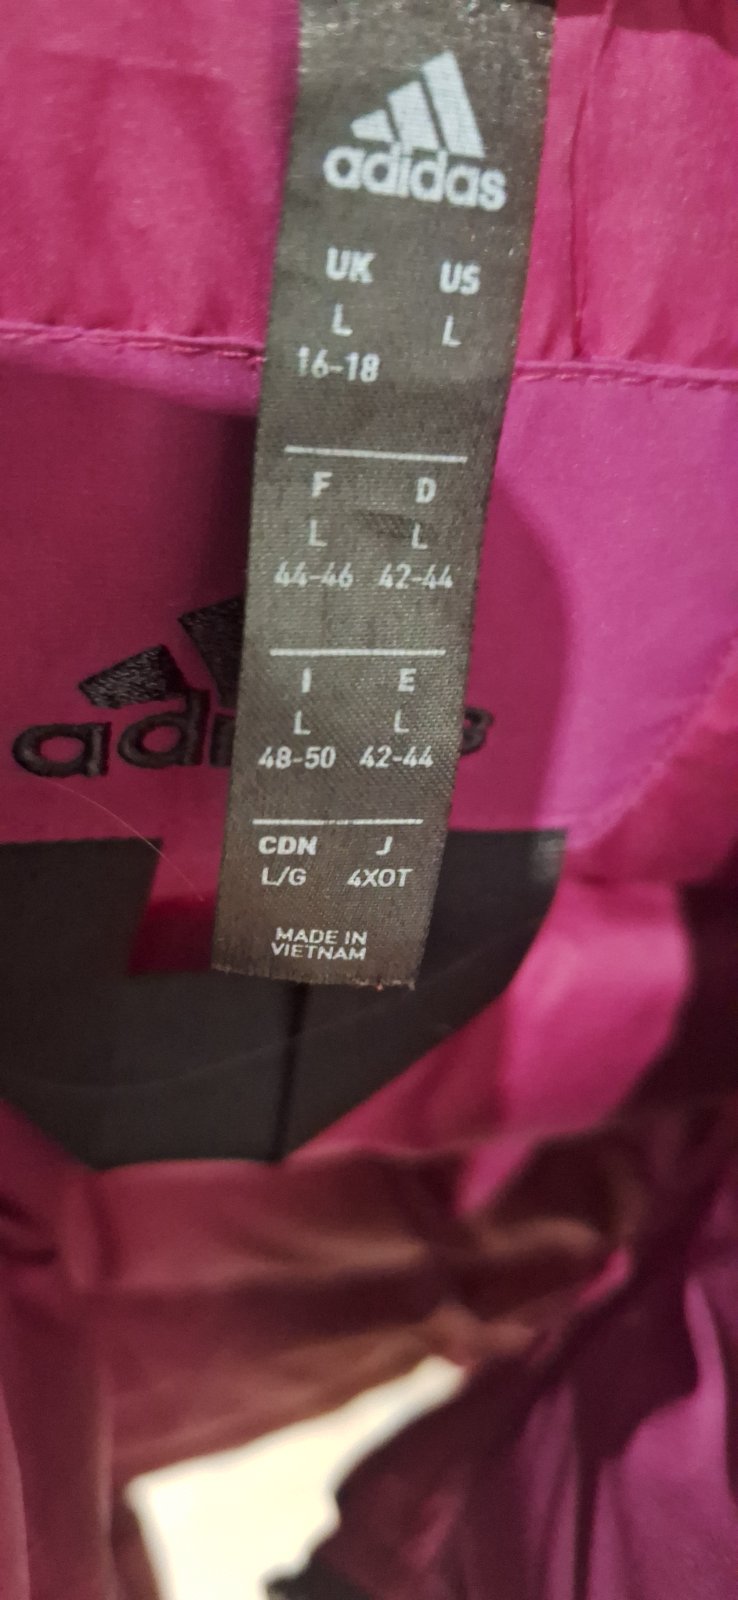 adidas
UK US
L L
16-18
F D
L L
44-46 42-44
I E
L L
48-50 42-44
CDN J
L/G 4XOT
MADE IN
VIETNAM